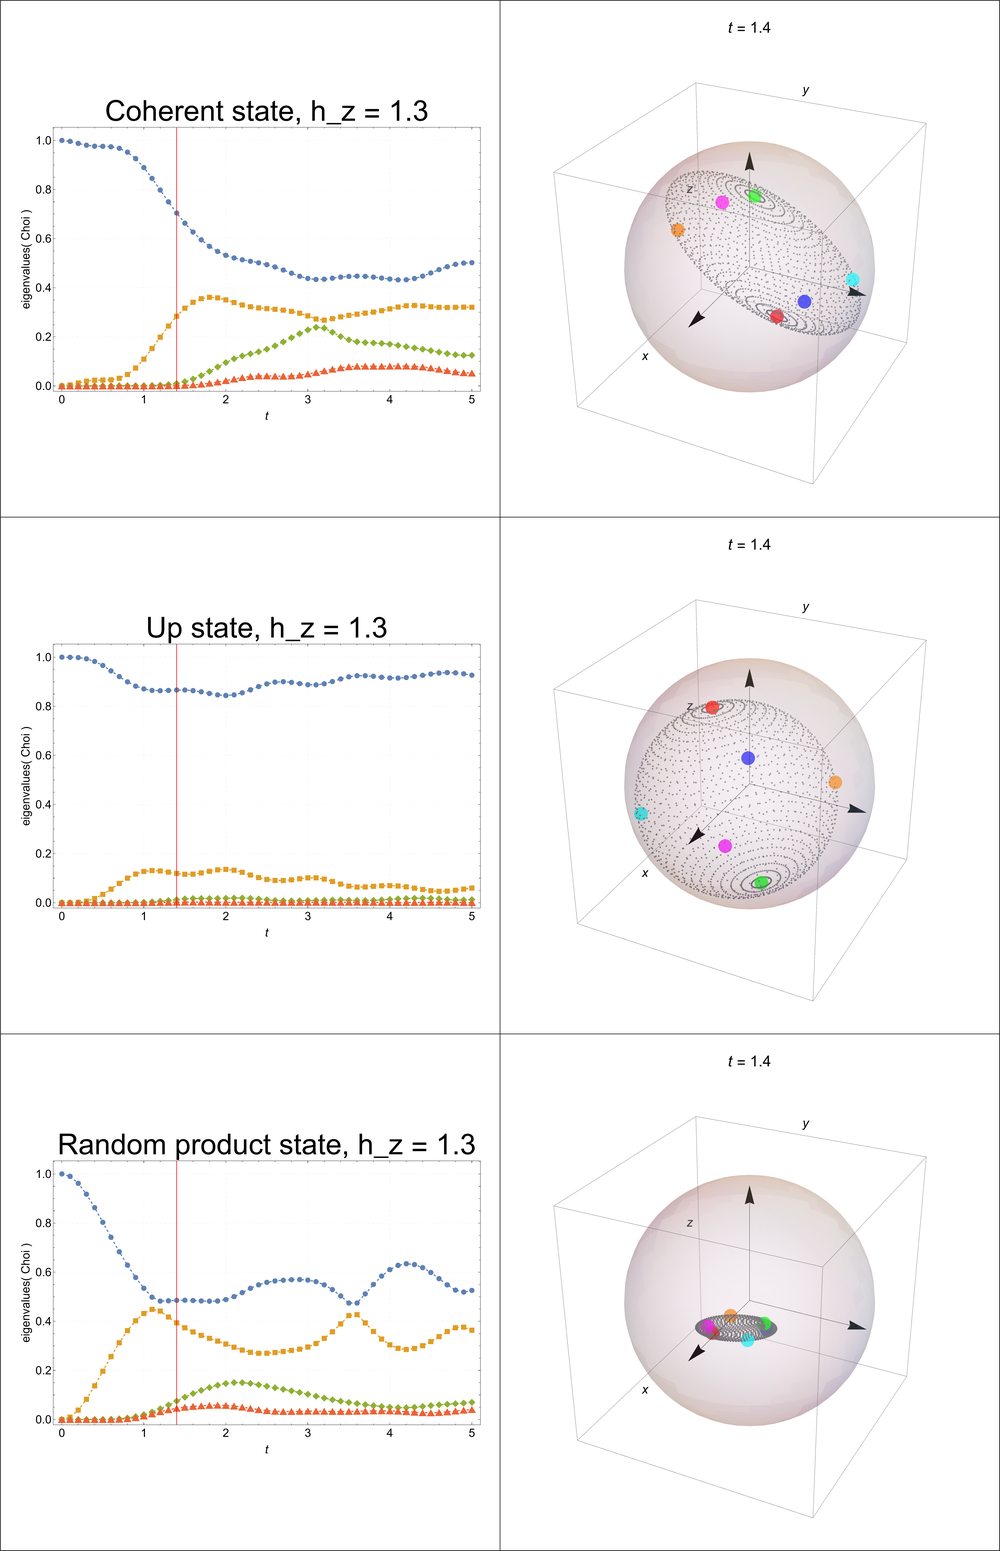 t = 1.4
y
Coherent state, h_z = 1.3
1.0
0.8
0.6
0.4
0.2
0.0
eigenvalues( Choi )
0 1 2 3 4 5
t
z
x
t = 1.4
y
Up state, h_z = 1.3
1.0
0.8
0.6
0.4
0.2
0.0
eigenvalues( Choi )
0 1 2 3 4 5
t
z
x
t = 1.4
y
Random product state, h_z = 1.3
1.0
0.8
0.6
0.4
0.2
0.0
eigenvalues( Choi )
0 1 2 3 4 5
t
z
x